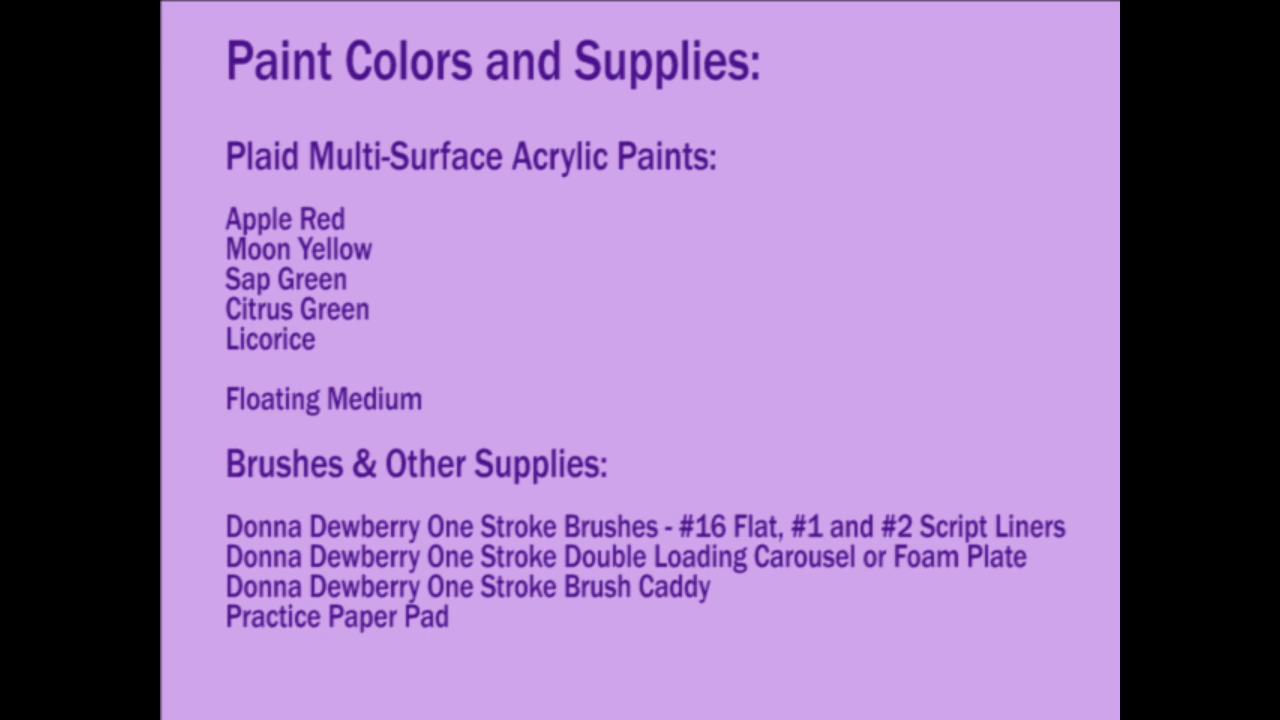 Paint Colors and Supplies:
Plaid Multi-Surface Acrylic Paints:
Apple Red
Moon Yellow
Sap Green
Citrus Green
Licorice
Floating Medium
Brushes & Other Supplies:
Donna Dewberry One Stroke Brushes - #16 Flat, #1 and #2 Script Liners
Donna Dewberry One Stroke Double Loading Carousel or Foam Plate
Donna Dewberry One Stroke Brush Caddy
Practice Paper Pad